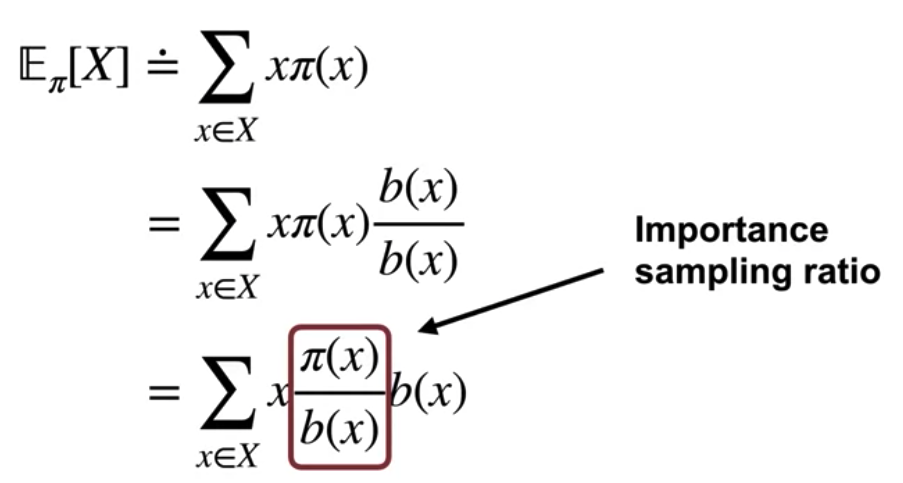 𝔼_π[X] ≐ ∑_{x∈X} xπ(x)
= ∑_{x∈X} xπ(x) b(x)/b(x)
Importance
sampling ratio
= ∑_{x∈X} x π(x)/b(x) b(x)